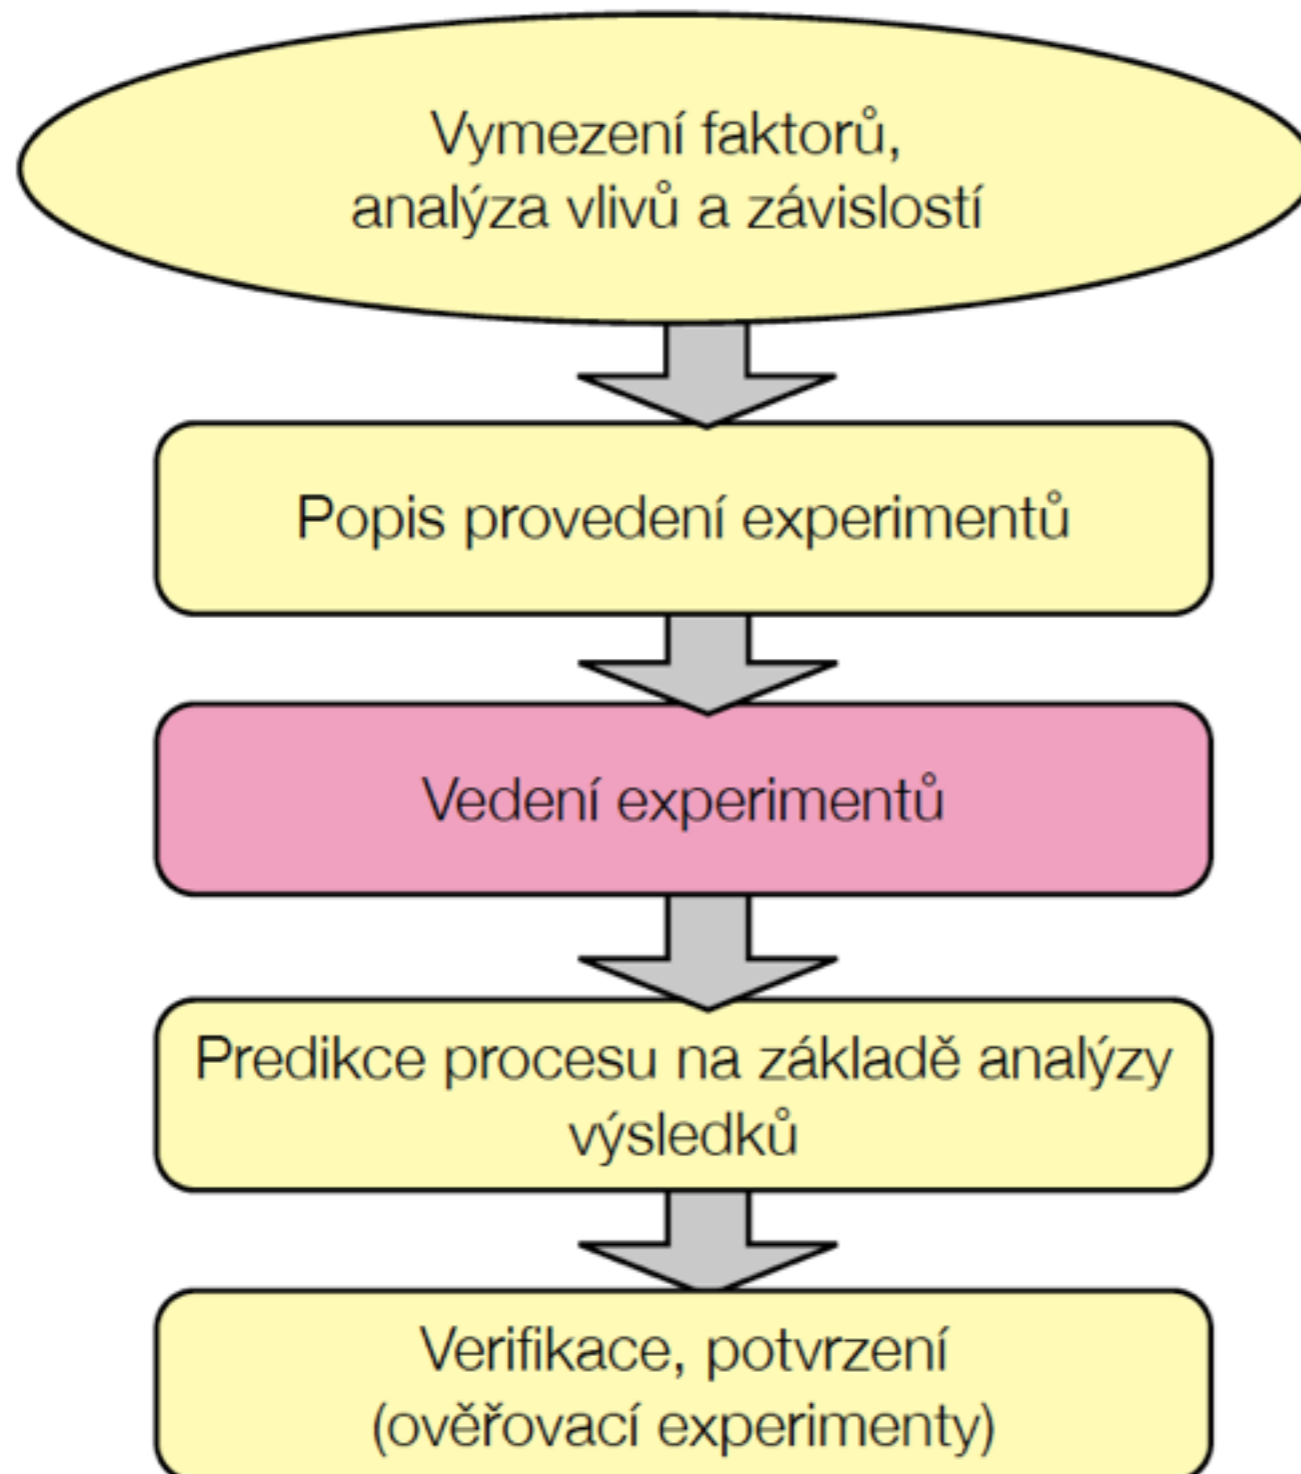 Vymezení faktorů,
analýza vlivů a závislostí
Popis provedení experimentů
Vedení experimentů
Predikce procesu na základě analýzy
výsledků
Verifikace, potvrzení
(ověřovací experimenty)